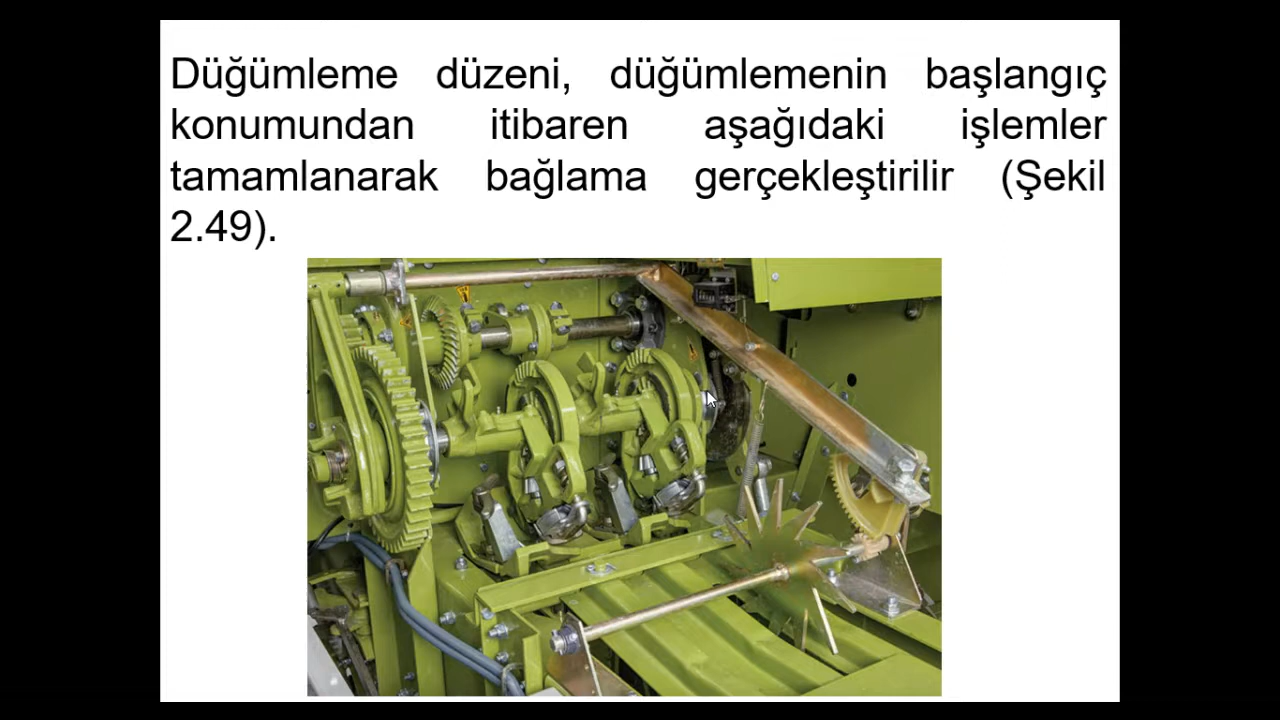 Düğümleme düzeni, düğümlemenin başlangıç
konumundan itibaren aşağıdaki işlemler
tamamlanarak bağlama gerçekleştirilir (Şekil
2.49).